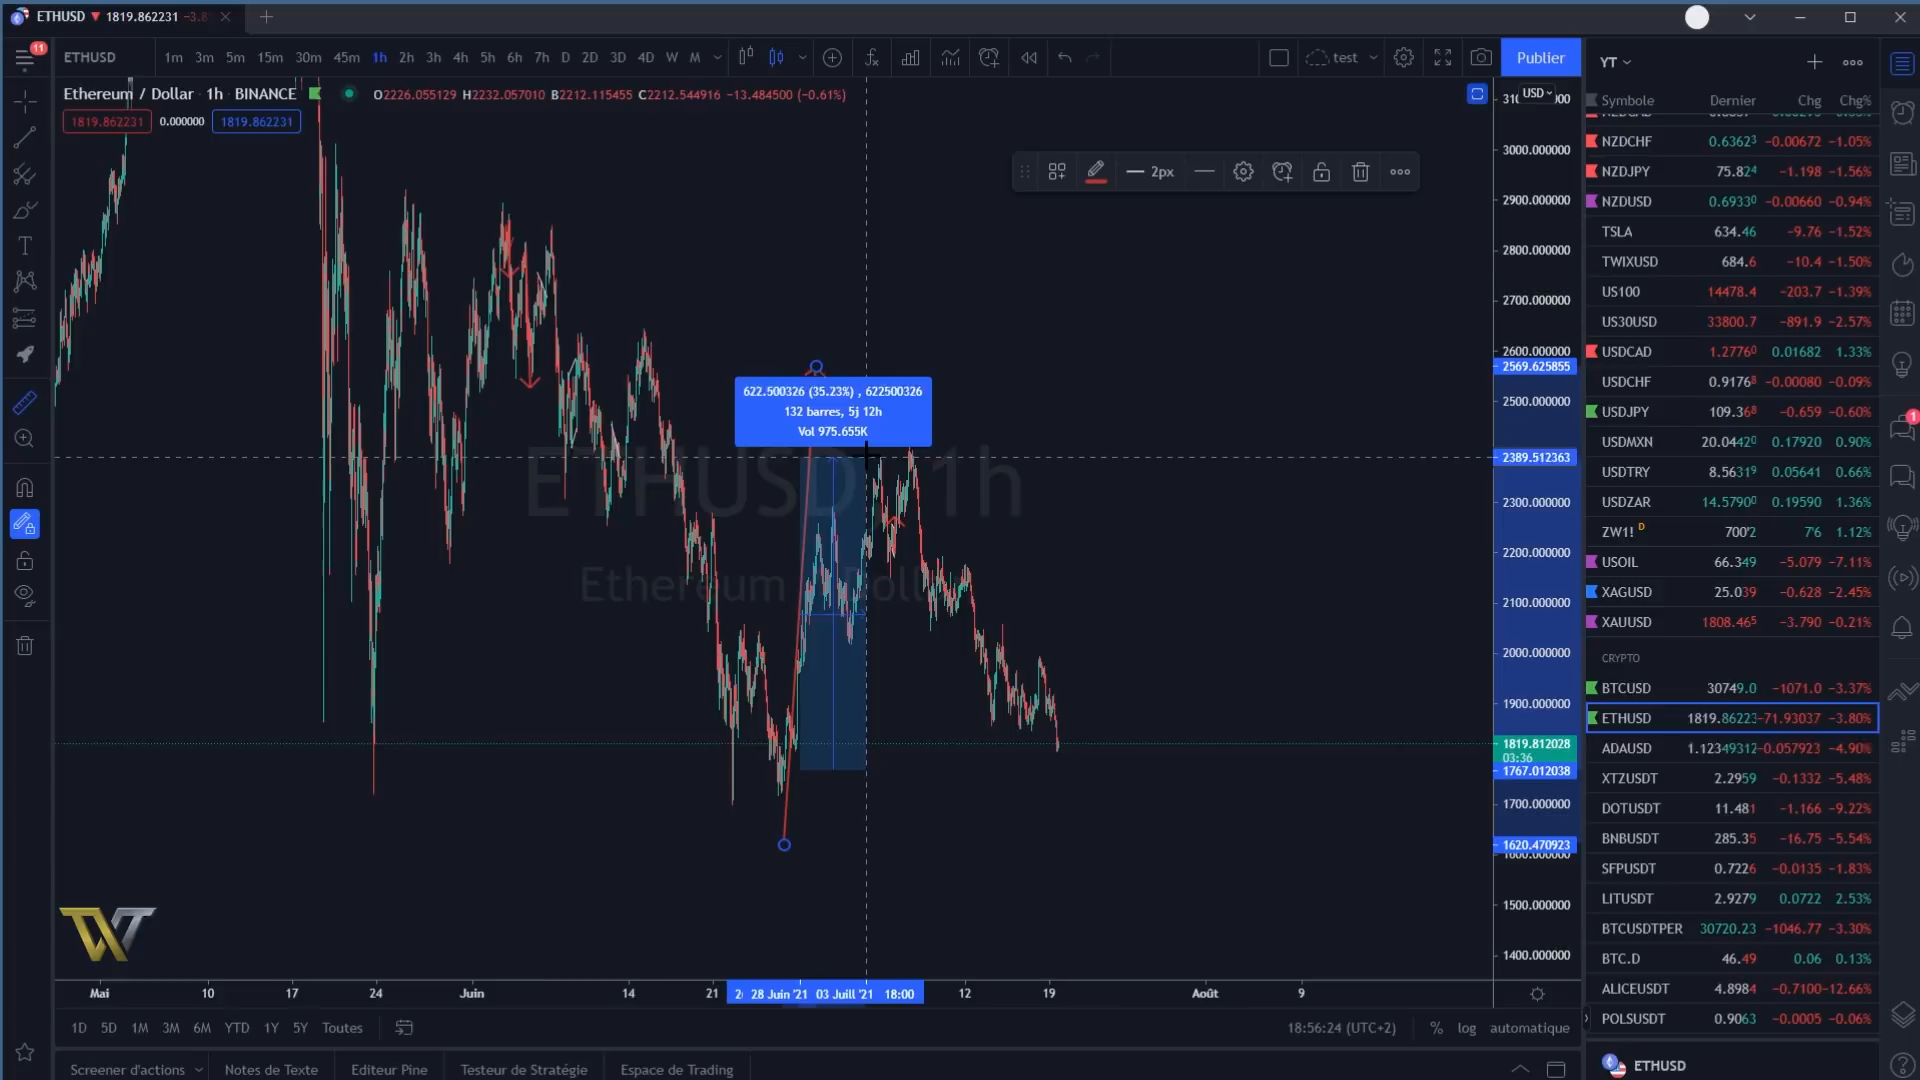 ETHUSD ▼ 1819.862231 −3.8
11
ETHUSD 1m 3m 5m 15m 30m 45m 1h 2h 3h 4h 5h 6h 7h D 2D 3D 4D W M
test
Publier
Ethereum / Dollar · 1h · BINANCE O2226.055129 H2232.057010 B2212.115455 C2212.544916 −13.484500 (−0.61%)
1819.862231 0.000000 1819.862231
2px
USD
3000.000000
2900.000000
2800.000000
2700.000000
2600.000000
2569.625855
2500.000000
2389.512363
2300.000000
2200.000000
2100.000000
2000.000000
1900.000000
1819.812028
03:36
1767.012038
1700.000000
1620.470923
1600.000000
1500.000000
1400.000000
622.500326 (35.23%) , 622500326
132 barres, 5j 12h
Vol 975.655K
ETHUSD, 1h
Ethereum / Doll
Mai 10 17 24 Juin 14 21 28 Juin '21 03 Juill '21 18:00 12 19 Août 9
1D 5D 1M 3M 6M YTD 1Y 5Y Toutes
18:56:24 (UTC+2) % log automatique
Screener d'actions Notes de Texte Editeur Pine Testeur de Stratégie Espace de Trading
YT
Symbole Dernier Chg Chg%
NZDCHF 0.6362³ −0.00672 −1.05%
NZDJPY 75.82⁴ −1.198 −1.56%
NZDUSD 0.6933⁰ −0.00660 −0.94%
TSLA 634.46 −9.76 −1.52%
TWIXUSD 684.6 −10.4 −1.50%
US100 14478.4 −203.7 −1.39%
US30USD 33800.7 −891.9 −2.57%
USDCAD 1.2776⁰ 0.01682 1.33%
USDCHF 0.9176⁸ −0.00080 −0.09%
USDJPY 109.36⁸ −0.659 −0.60%
USDMXN 20.0442⁰ 0.17920 0.90%
USDTRY 8.5631⁹ 0.05641 0.66%
USDZAR 14.5790⁰ 0.19590 1.36%
ZW1! D 700'2 7'6 1.12%
USOIL 66.349 −5.079 −7.11%
XAGUSD 25.039 −0.628 −2.45%
XAUUSD 1808.46⁵ −3.790 −0.21%
CRYPTO
BTCUSD 30749.0 −1071.0 −3.37%
ETHUSD 1819.86223 −71.93037 −3.80%
ADAUSD 1.12349312 −0.057923 −4.90%
XTZUSDT 2.2959 −0.1332 −5.48%
DOTUSDT 11.481 −1.166 −9.22%
BNBUSDT 285.35 −16.75 −5.54%
SFPUSDT 0.7226 −0.0135 −1.83%
LITUSDT 2.9279 0.0722 2.53%
BTCUSDTPER 30720.23 −1046.77 −3.30%
BTC.D 46.49 0.06 0.13%
ALICEUSDT 4.8984 −0.7100 −12.66%
POLSUSDT 0.9063 −0.0005 −0.06%
ETHUSD
1